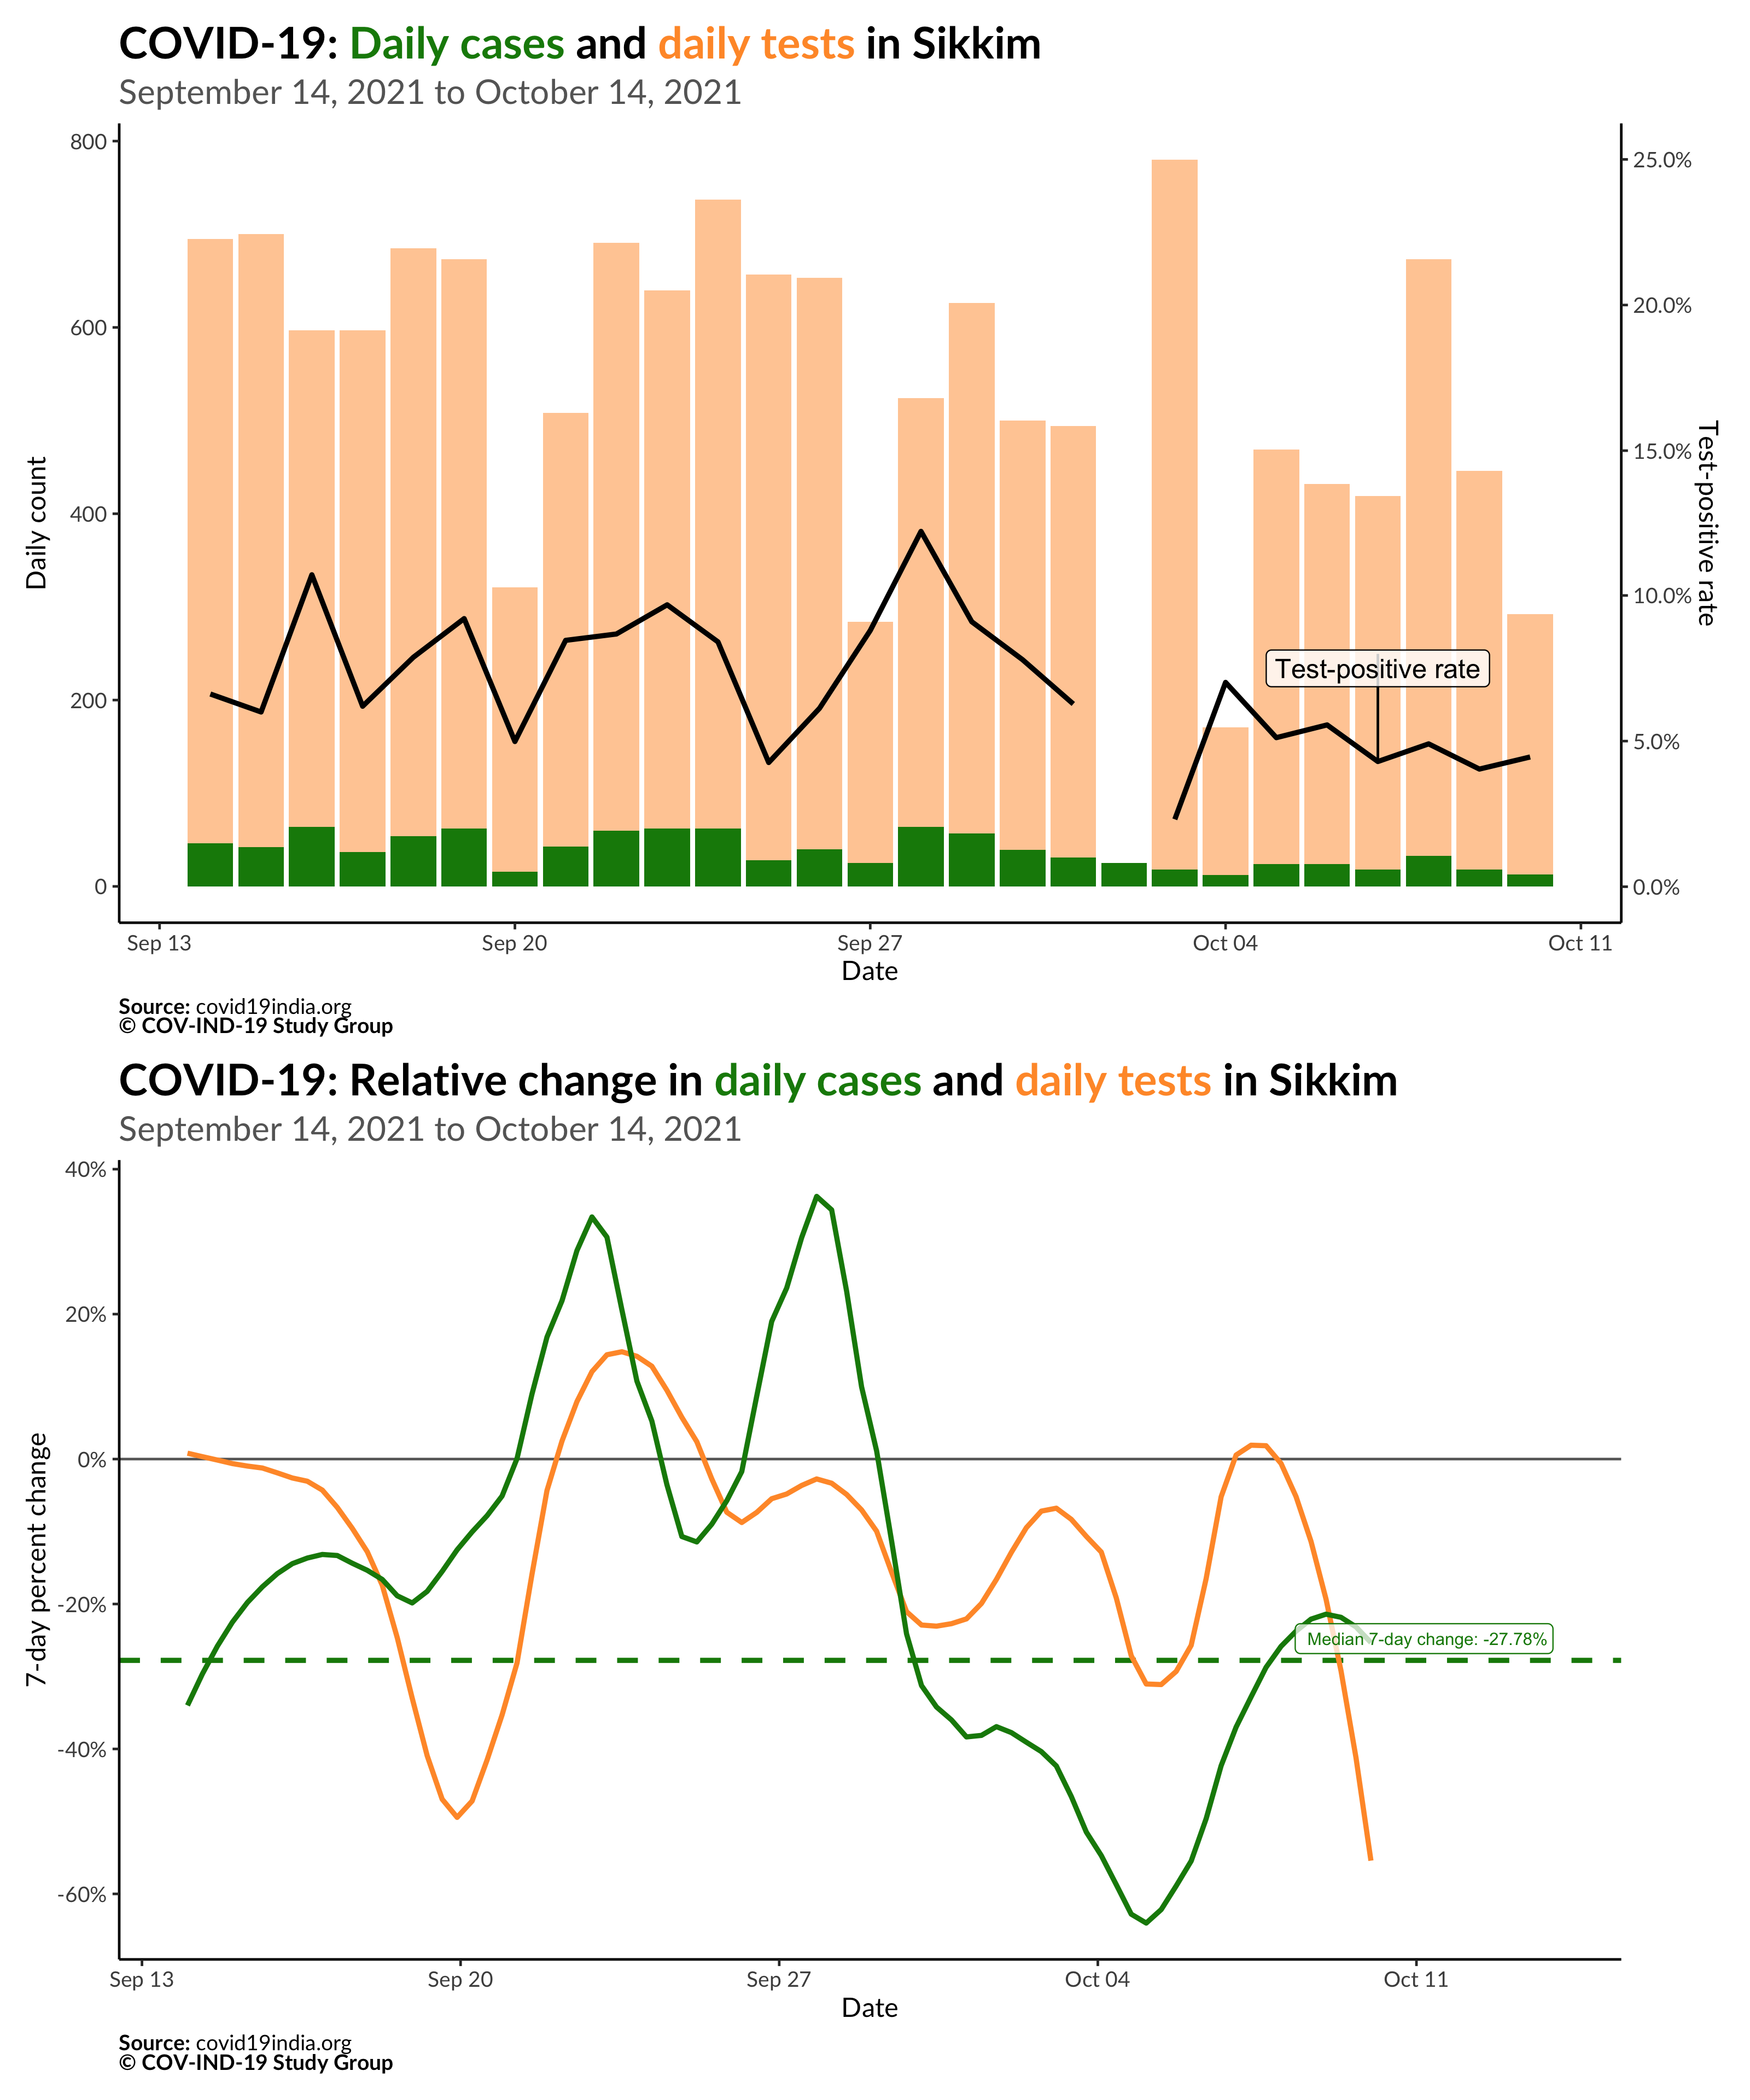 COVID-19: Daily cases and daily tests in Sikkim
September 14, 2021 to October 14, 2021
800
600
400
200
0
Daily count
25.0%
20.0%
15.0%
10.0%
5.0%
0.0%
Test-positive rate
Test-positive rate
Sep 13
Sep 20
Sep 27
Oct 04
Oct 11
Date
Source: covid19india.org
© COV-IND-19 Study Group
COVID-19: Relative change in daily cases and daily tests in Sikkim
September 14, 2021 to October 14, 2021
40%
20%
0%
-20%
-40%
-60%
7-day percent change
Median 7-day change: -27.78%
Sep 13
Sep 20
Sep 27
Oct 04
Oct 11
Date
Source: covid19india.org
© COV-IND-19 Study Group